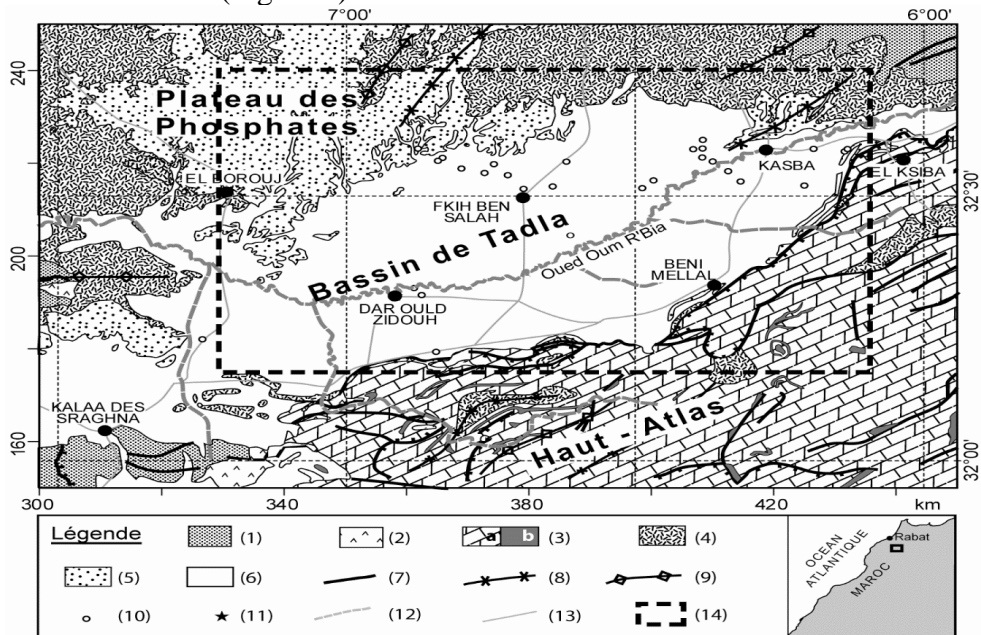 7°00'
6°00'
240
Plateau des
Phosphates
KASBA
EL BOROUJ
EL KSIBA
FKIH BEN
SALAH
32°30'
200
Bassin de Tadla
Oued Oum R'Bia
BENI
MELLAL
DAR OULD
ZIDOUH
KALAA DES
SRAGHNA
160
Haut - Atlas
32°00'
300
340
380
420
km
Légende
(1)
(2)
a
b
(3)
(4)
(5)
(6)
(7)
(8)
(9)
(10)
(11)
(12)
(13)
(14)
OCEAN
ATLANTIQUE
Rabat
MAROC